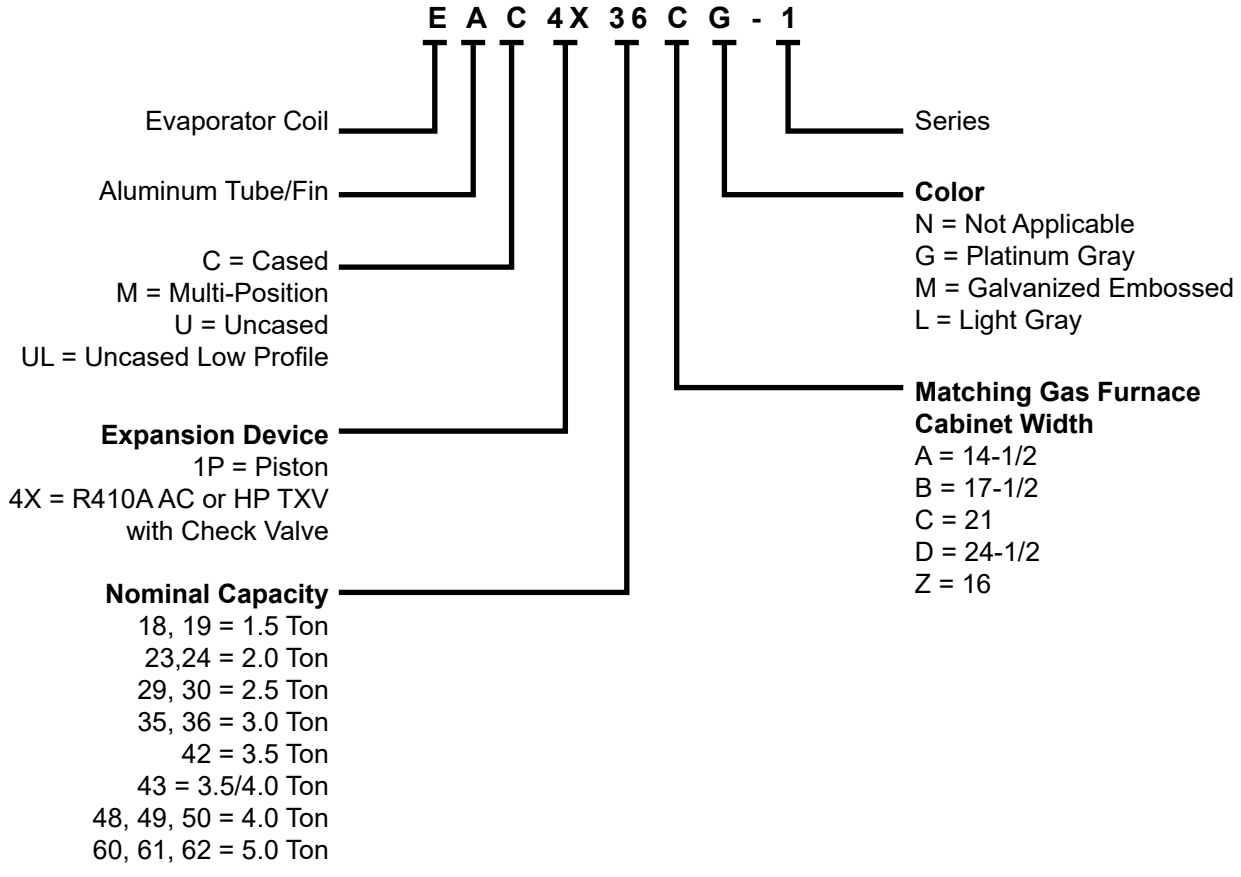 E A C 4X 36 C G - 1
Evaporator Coil
Aluminum Tube/Fin
C = Cased
M = Multi-Position
U = Uncased
UL = Uncased Low Profile
Expansion Device
1P = Piston
4X = R410A AC or HP TXV
with Check Valve
Nominal Capacity
18, 19 = 1.5 Ton
23,24 = 2.0 Ton
29, 30 = 2.5 Ton
35, 36 = 3.0 Ton
42 = 3.5 Ton
43 = 3.5/4.0 Ton
48, 49, 50 = 4.0 Ton
60, 61, 62 = 5.0 Ton
Series
Color
N = Not Applicable
G = Platinum Gray
M = Galvanized Embossed
L = Light Gray
Matching Gas Furnace
Cabinet Width
A = 14-1/2
B = 17-1/2
C = 21
D = 24-1/2
Z = 16